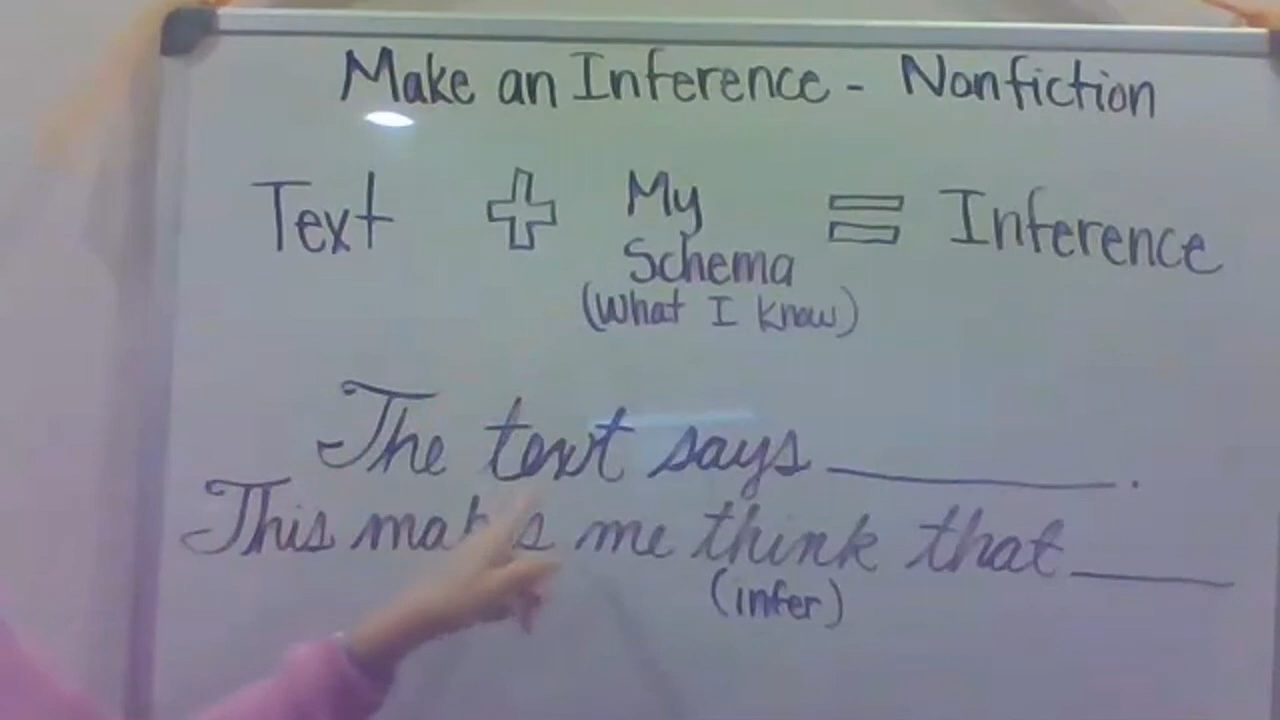 Make an Inference - Nonfiction
Text + My Schema = Inference
(What I know)
The text says ________.
This makes me think that ____
(infer)